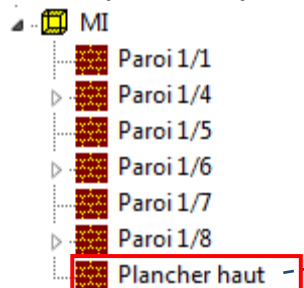 MI
Paroi 1/1
Paroi 1/4
Paroi 1/5
Paroi 1/6
Paroi 1/7
Paroi 1/8
Plancher haut